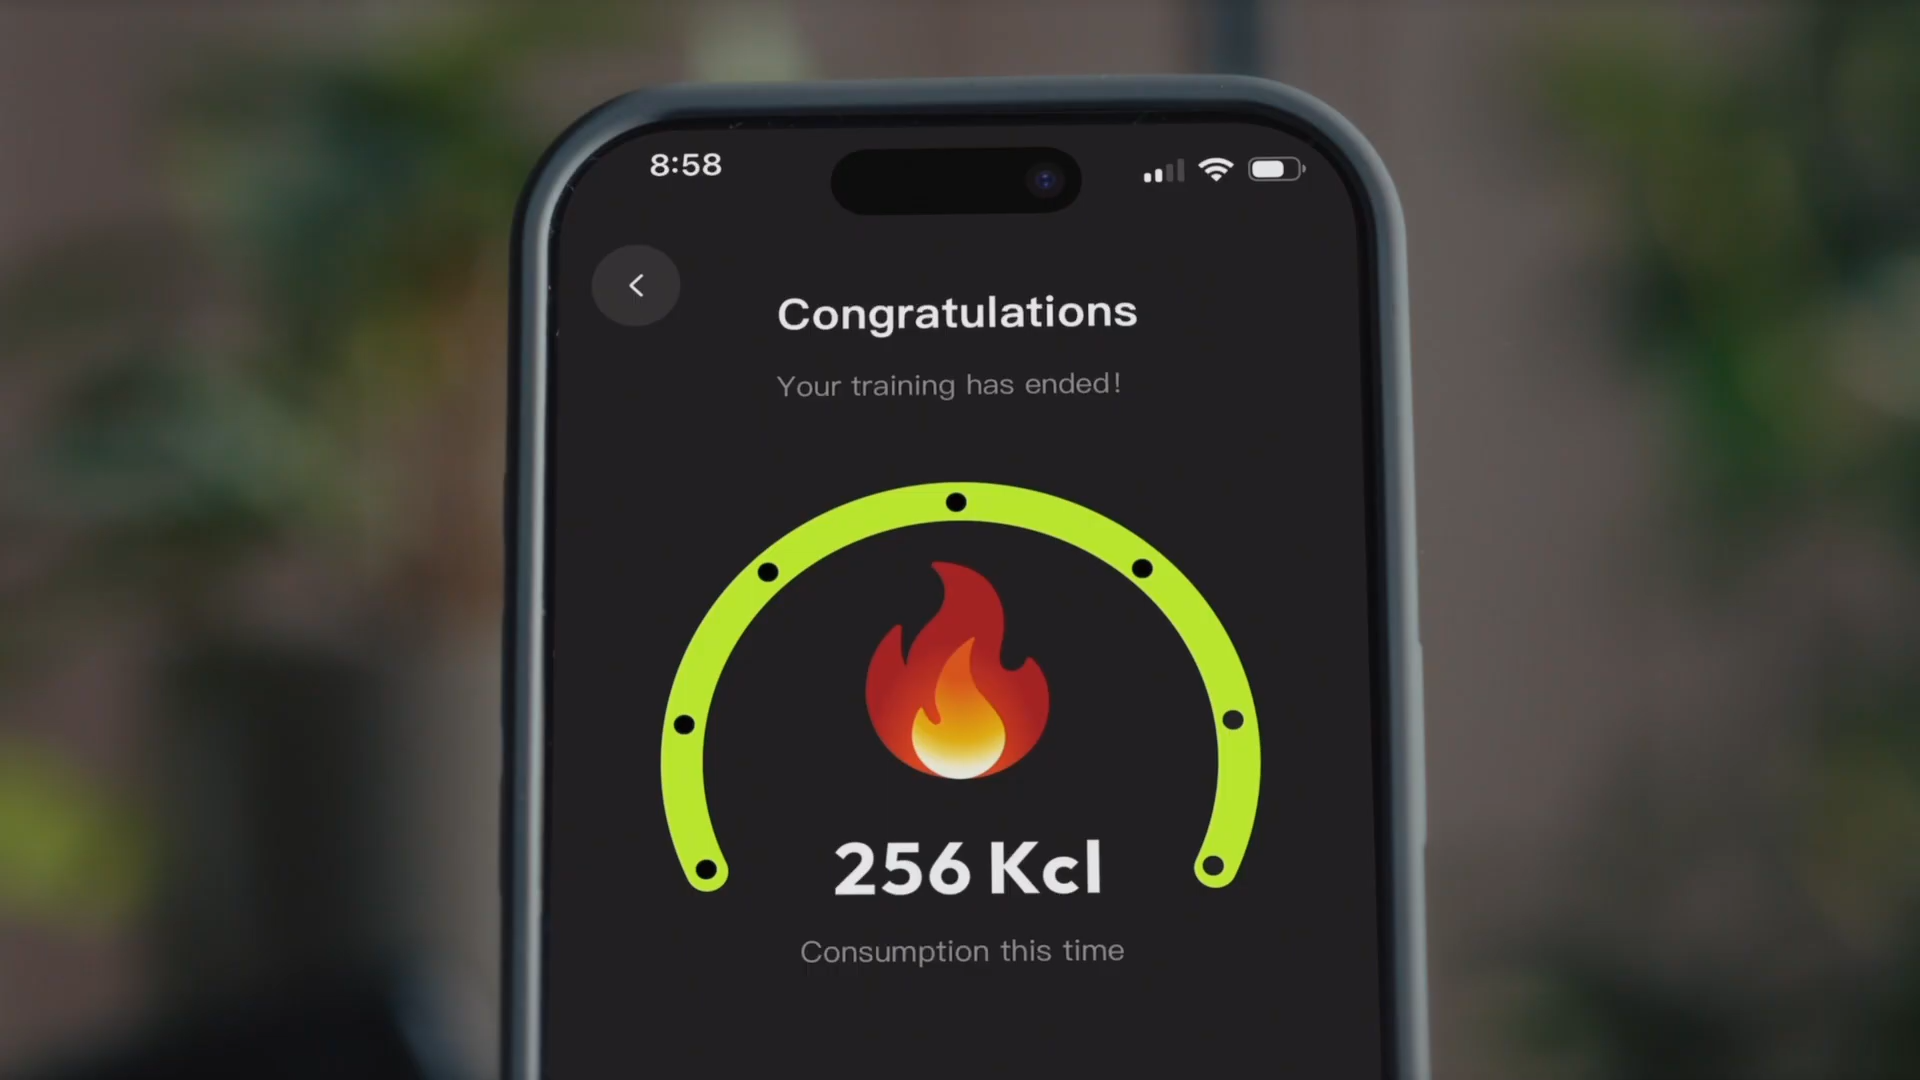 8:58
Congratulations
Your training has ended!
256 Kcl
Consumption this time